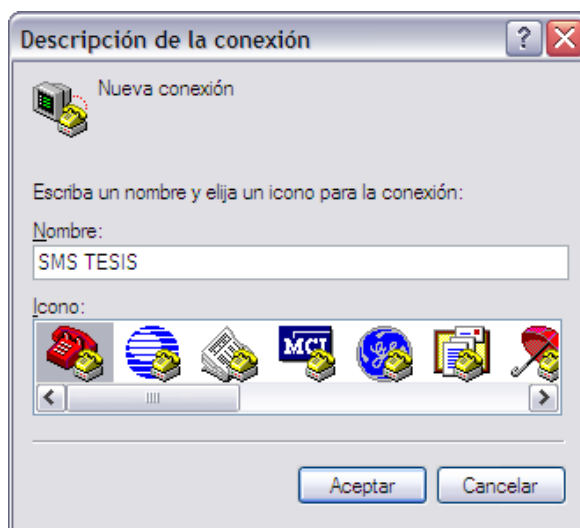 Descripción de la conexión
Nueva conexión
Escriba un nombre y elija un icono para la conexión:
Nombre:
SMS TESIS
Icono:
MCI
Aceptar Cancelar